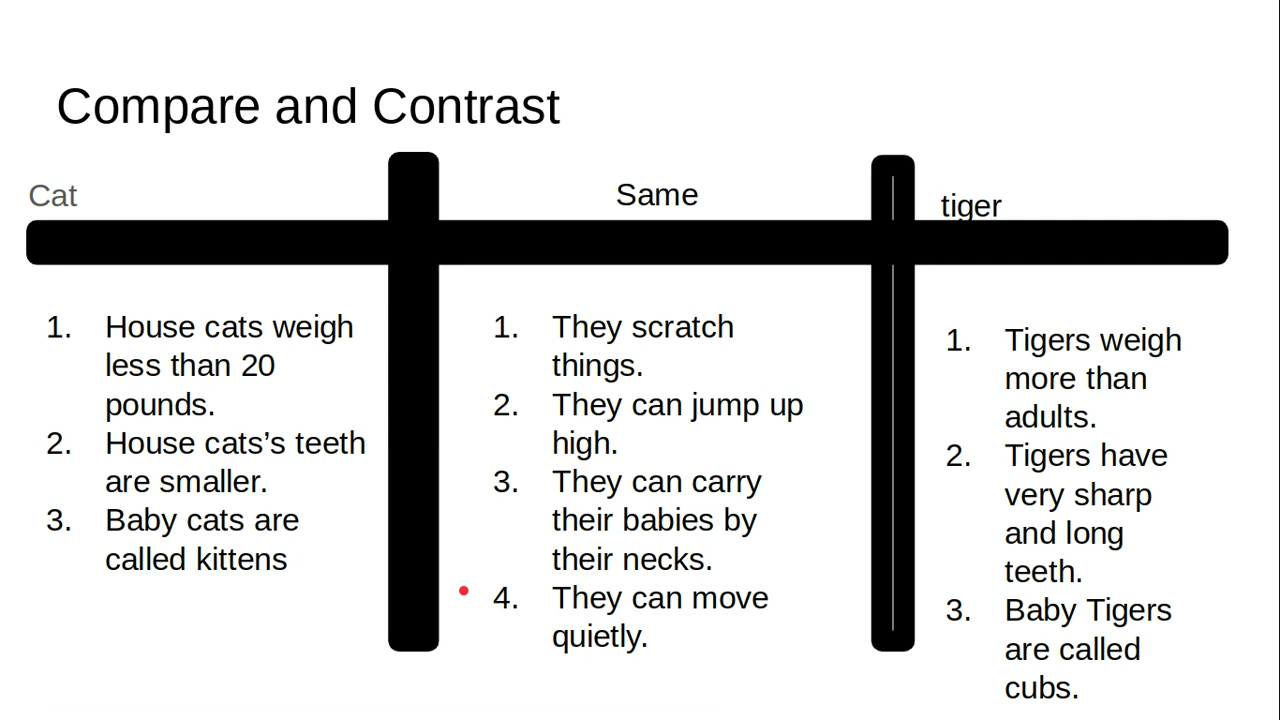 Compare and Contrast
Cat
Same
tiger
1. House cats weigh
less than 20
pounds.
2. House cats’s teeth
are smaller.
3. Baby cats are
called kittens
1. They scratch
things.
2. They can jump up
high.
3. They can carry
their babies by
their necks.
4. They can move
quietly.
1. Tigers weigh
more than
adults.
2. Tigers have
very sharp
and long
teeth.
3. Baby Tigers
are called
cubs.